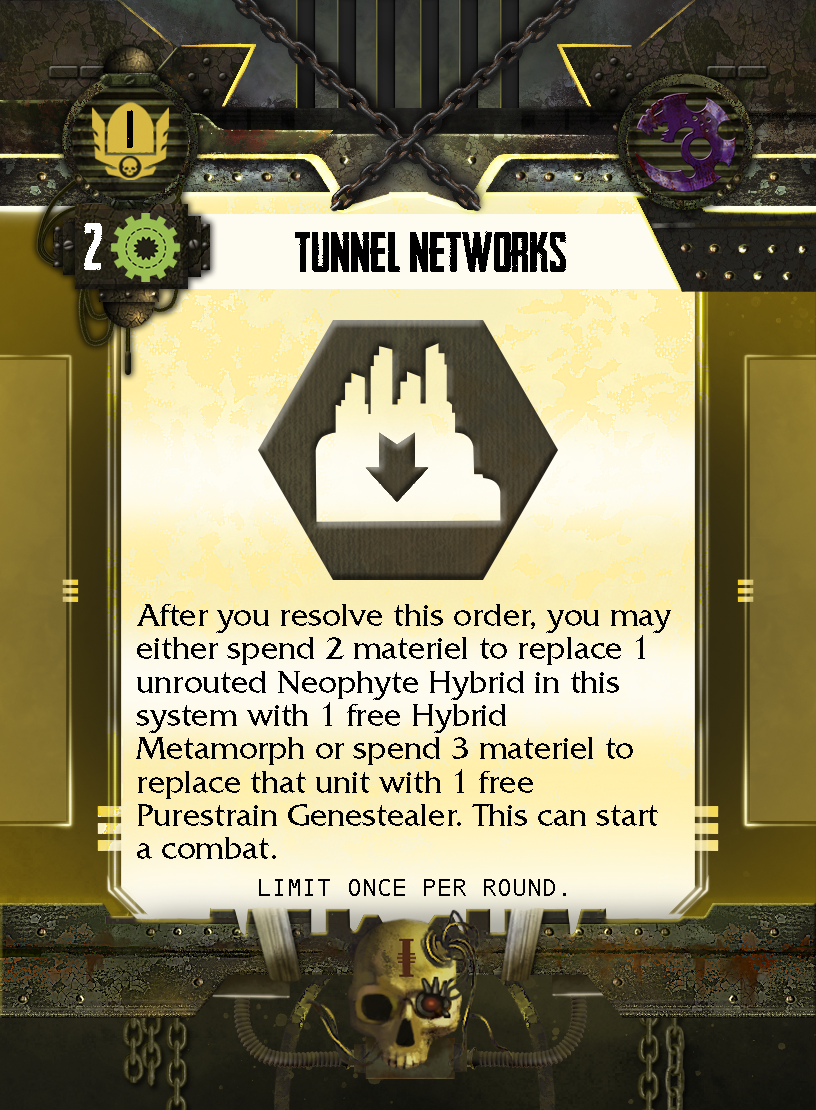 1
2
TUNNEL NETWORKS
After you resolve this order, you may
either spend 2 materiel to replace 1
unrouted Neophyte Hybrid in this
system with 1 free Hybrid
Metamorph or spend 3 materiel to
replace that unit with 1 free
Purestrain Genestealer. This can start
a combat.
LIMIT ONCE PER ROUND.
I